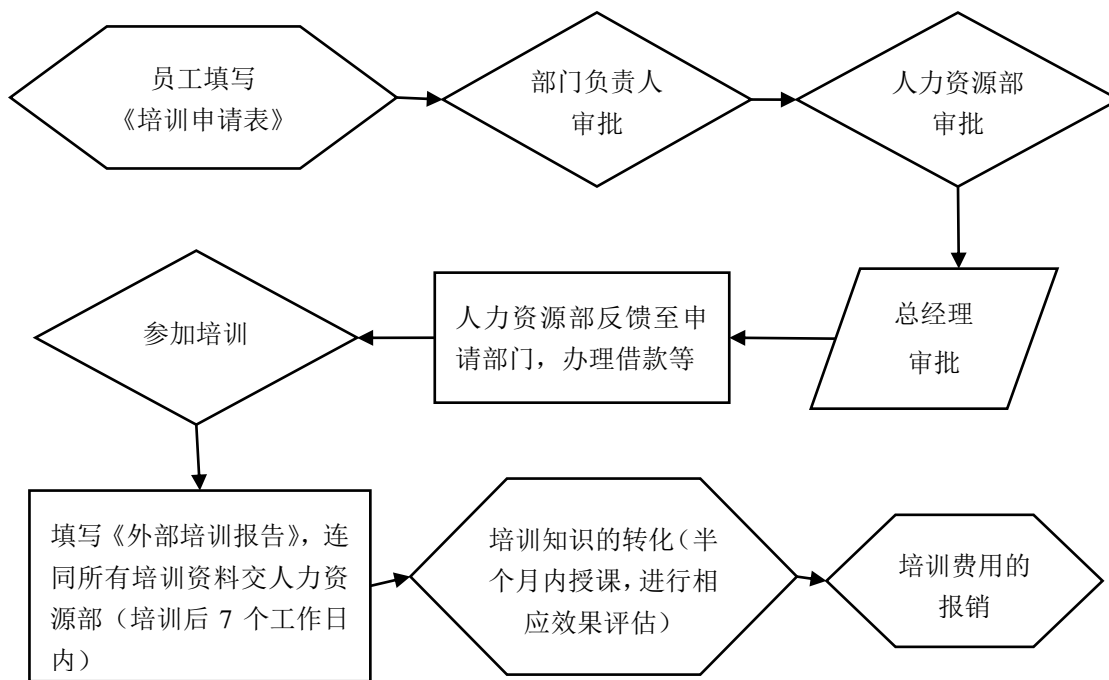 员工填写
《培训申请表》
部门负责人
审批
人力资源部
审批
总经理
审批
人力资源部反馈至申
请部门，办理借款等
参加培训
填写《外部培训报告》，连
同所有培训资料交人力资
源部（培训后 7 个工作日
内）
培训知识的转化（半
个月内授课，进行相
应效果评估）
培训费用的
报销